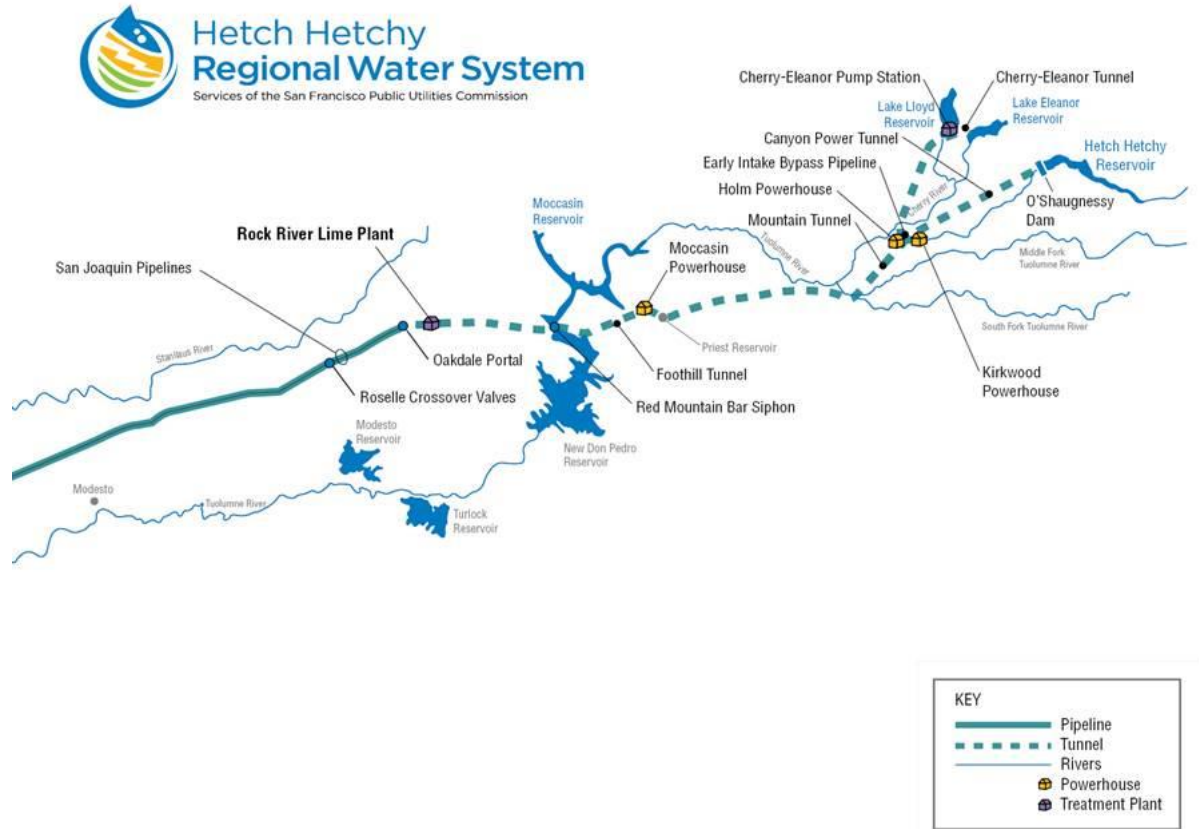 Hetch Hetchy
Regional Water System
Services of the San Francisco Public Utilities Commission
Cherry-Eleanor Pump Station
Cherry-Eleanor Tunnel
Lake Lloyd
Reservoir
Lake Eleanor
Reservoir
Canyon Power Tunnel
Early Intake Bypass Pipeline
Hetch Hetchy
Reservoir
Holm Powerhouse
Cherry River
O'Shaugnessy
Dam
Mountain Tunnel
Moccasin
Reservoir
Rock River Lime Plant
Tuolumne River
Moccasin
Powerhouse
Middle Fork
Tuolumne River
San Joaquin Pipelines
South Fork Tuolumne River
Stanilaus River
Priest Reservoir
Oakdale Portal
Foothill Tunnel
Kirkwood
Powerhouse
Roselle Crossover Valves
Red Mountain Bar Siphon
Modesto
Reservoir
New Don Pedro
Reservoir
Modesto
Tuolumne River
Turlock
Reservoir
KEY
Pipeline
Tunnel
Rivers
Powerhouse
Treatment Plant